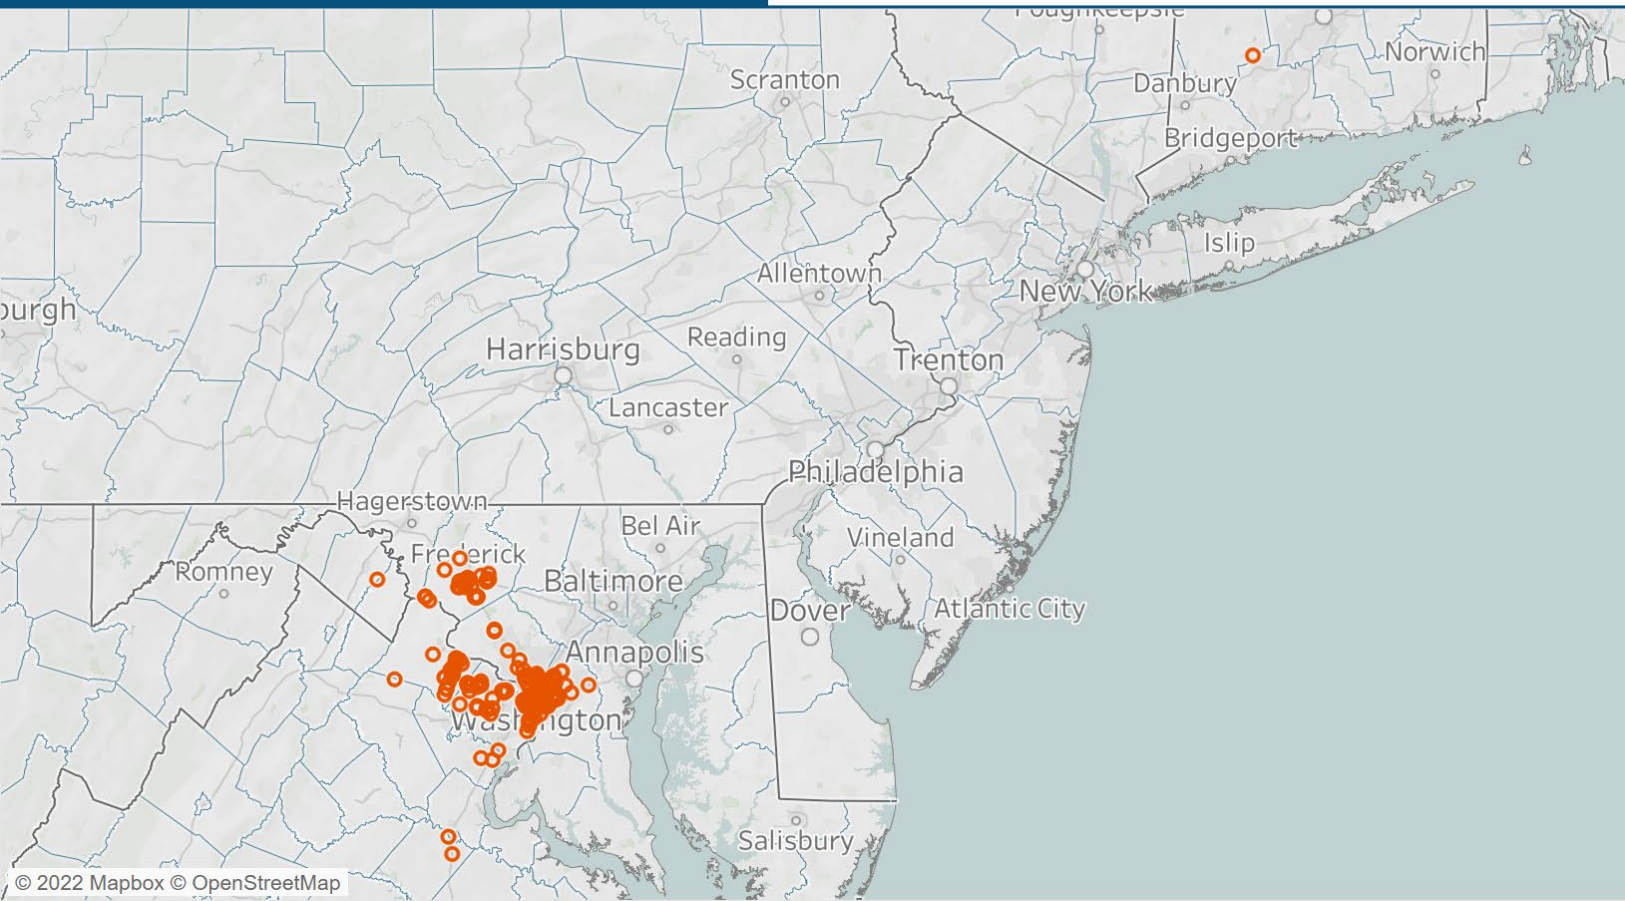 Poughkeepsie
Norwich
Scranton
Danbury
Bridgeport
Islip
Allentown
New York
burgh
Reading
Harrisburg
Trenton
Lancaster
Philadelphia
Hagerstown
Bel Air
Vineland
Frederick
Romney
Baltimore
Dover
Atlantic City
Annapolis
Washington
Salisbury
© 2022 Mapbox © OpenStreetMap